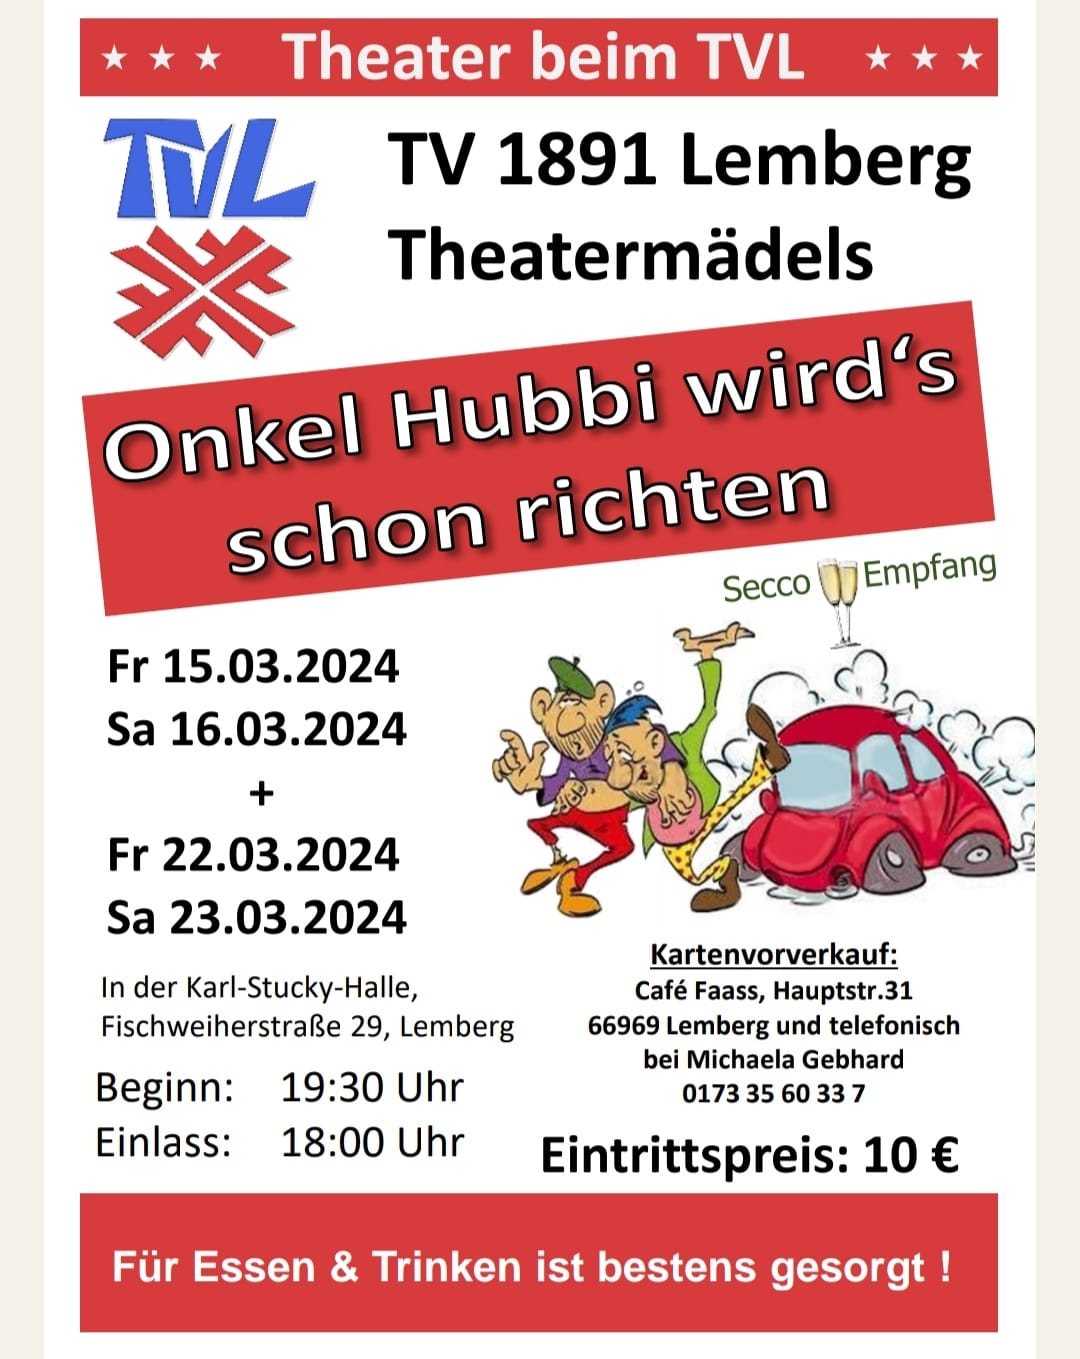 ★ ★ ★ Theater beim TVL ★ ★ ★
TVL
TV 1891 Lemberg
Theatermädels
Onkel Hubbi wird‘s
schon richten
Secco Empfang
Fr 15.03.2024
Sa 16.03.2024
+
Fr 22.03.2024
Sa 23.03.2024
In der Karl-Stucky-Halle,
Fischweiherstraße 29, Lemberg
Beginn: 19:30 Uhr
Einlass: 18:00 Uhr
Kartenvorverkauf:
Café Faass, Hauptstr.31
66969 Lemberg und telefonisch
bei Michaela Gebhard
0173 35 60 33 7
Eintrittspreis: 10 €
Für Essen & Trinken ist bestens gesorgt !